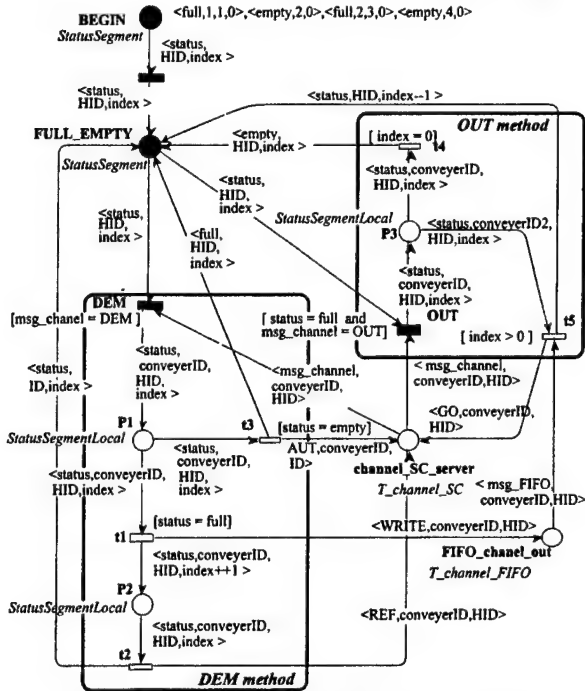 <full,1,1,0>,<empty,2,0>,<full,2,3,0>,<empty,4,0>
BEGIN
StatusSegment
<status,
HID,index >
<status,
HID,index >
<status,HID,index--1 >
FULL_EMPTY
StatusSegment
<empty,
HID,index>
[ index = 0]
OUT method
t4
<status,conveyerID,
HID,index>
<status,
HID,
index>
StatusSegmentLocal
P3
<status,conveyerID2,
HID,index>
<status,
HID,
index>
<full,
HID,
index>
<status,
conveyerID,
HID,index>
OUT
DEM
[msg_chanel = DEM ]
[ status = full and
msg_channel = OUT]
t5
[ index > 0 ]
<status,
ID,index>
<status,
conveyerID,
HID,
index>
<msg_channel,
conveyerID,
HID>
< msg_channel,
conveyerID,HID>
<GO,conveyerID,
HID>
P1
StatusSegmentLocal
t3
[status = empty]
AUT,conveyerID,
ID>
channel_SC_server
T_channel_SC
<status,
conveyerID,
HID,
index>
<status,conveyerID,
HID,index>
< msg_FIFO,
conveyerID,HID>
[status = full]
t1
<WRITE,conveyerID,HID>
FIFO_chanel_out
T_channel_FIFO
<status,conveyerID,
HID,index++1>
P2
StatusSegmentLocal
<status,conveyerID,
HID,index >
<REF,conveyerID,HID>
t2
DEM method